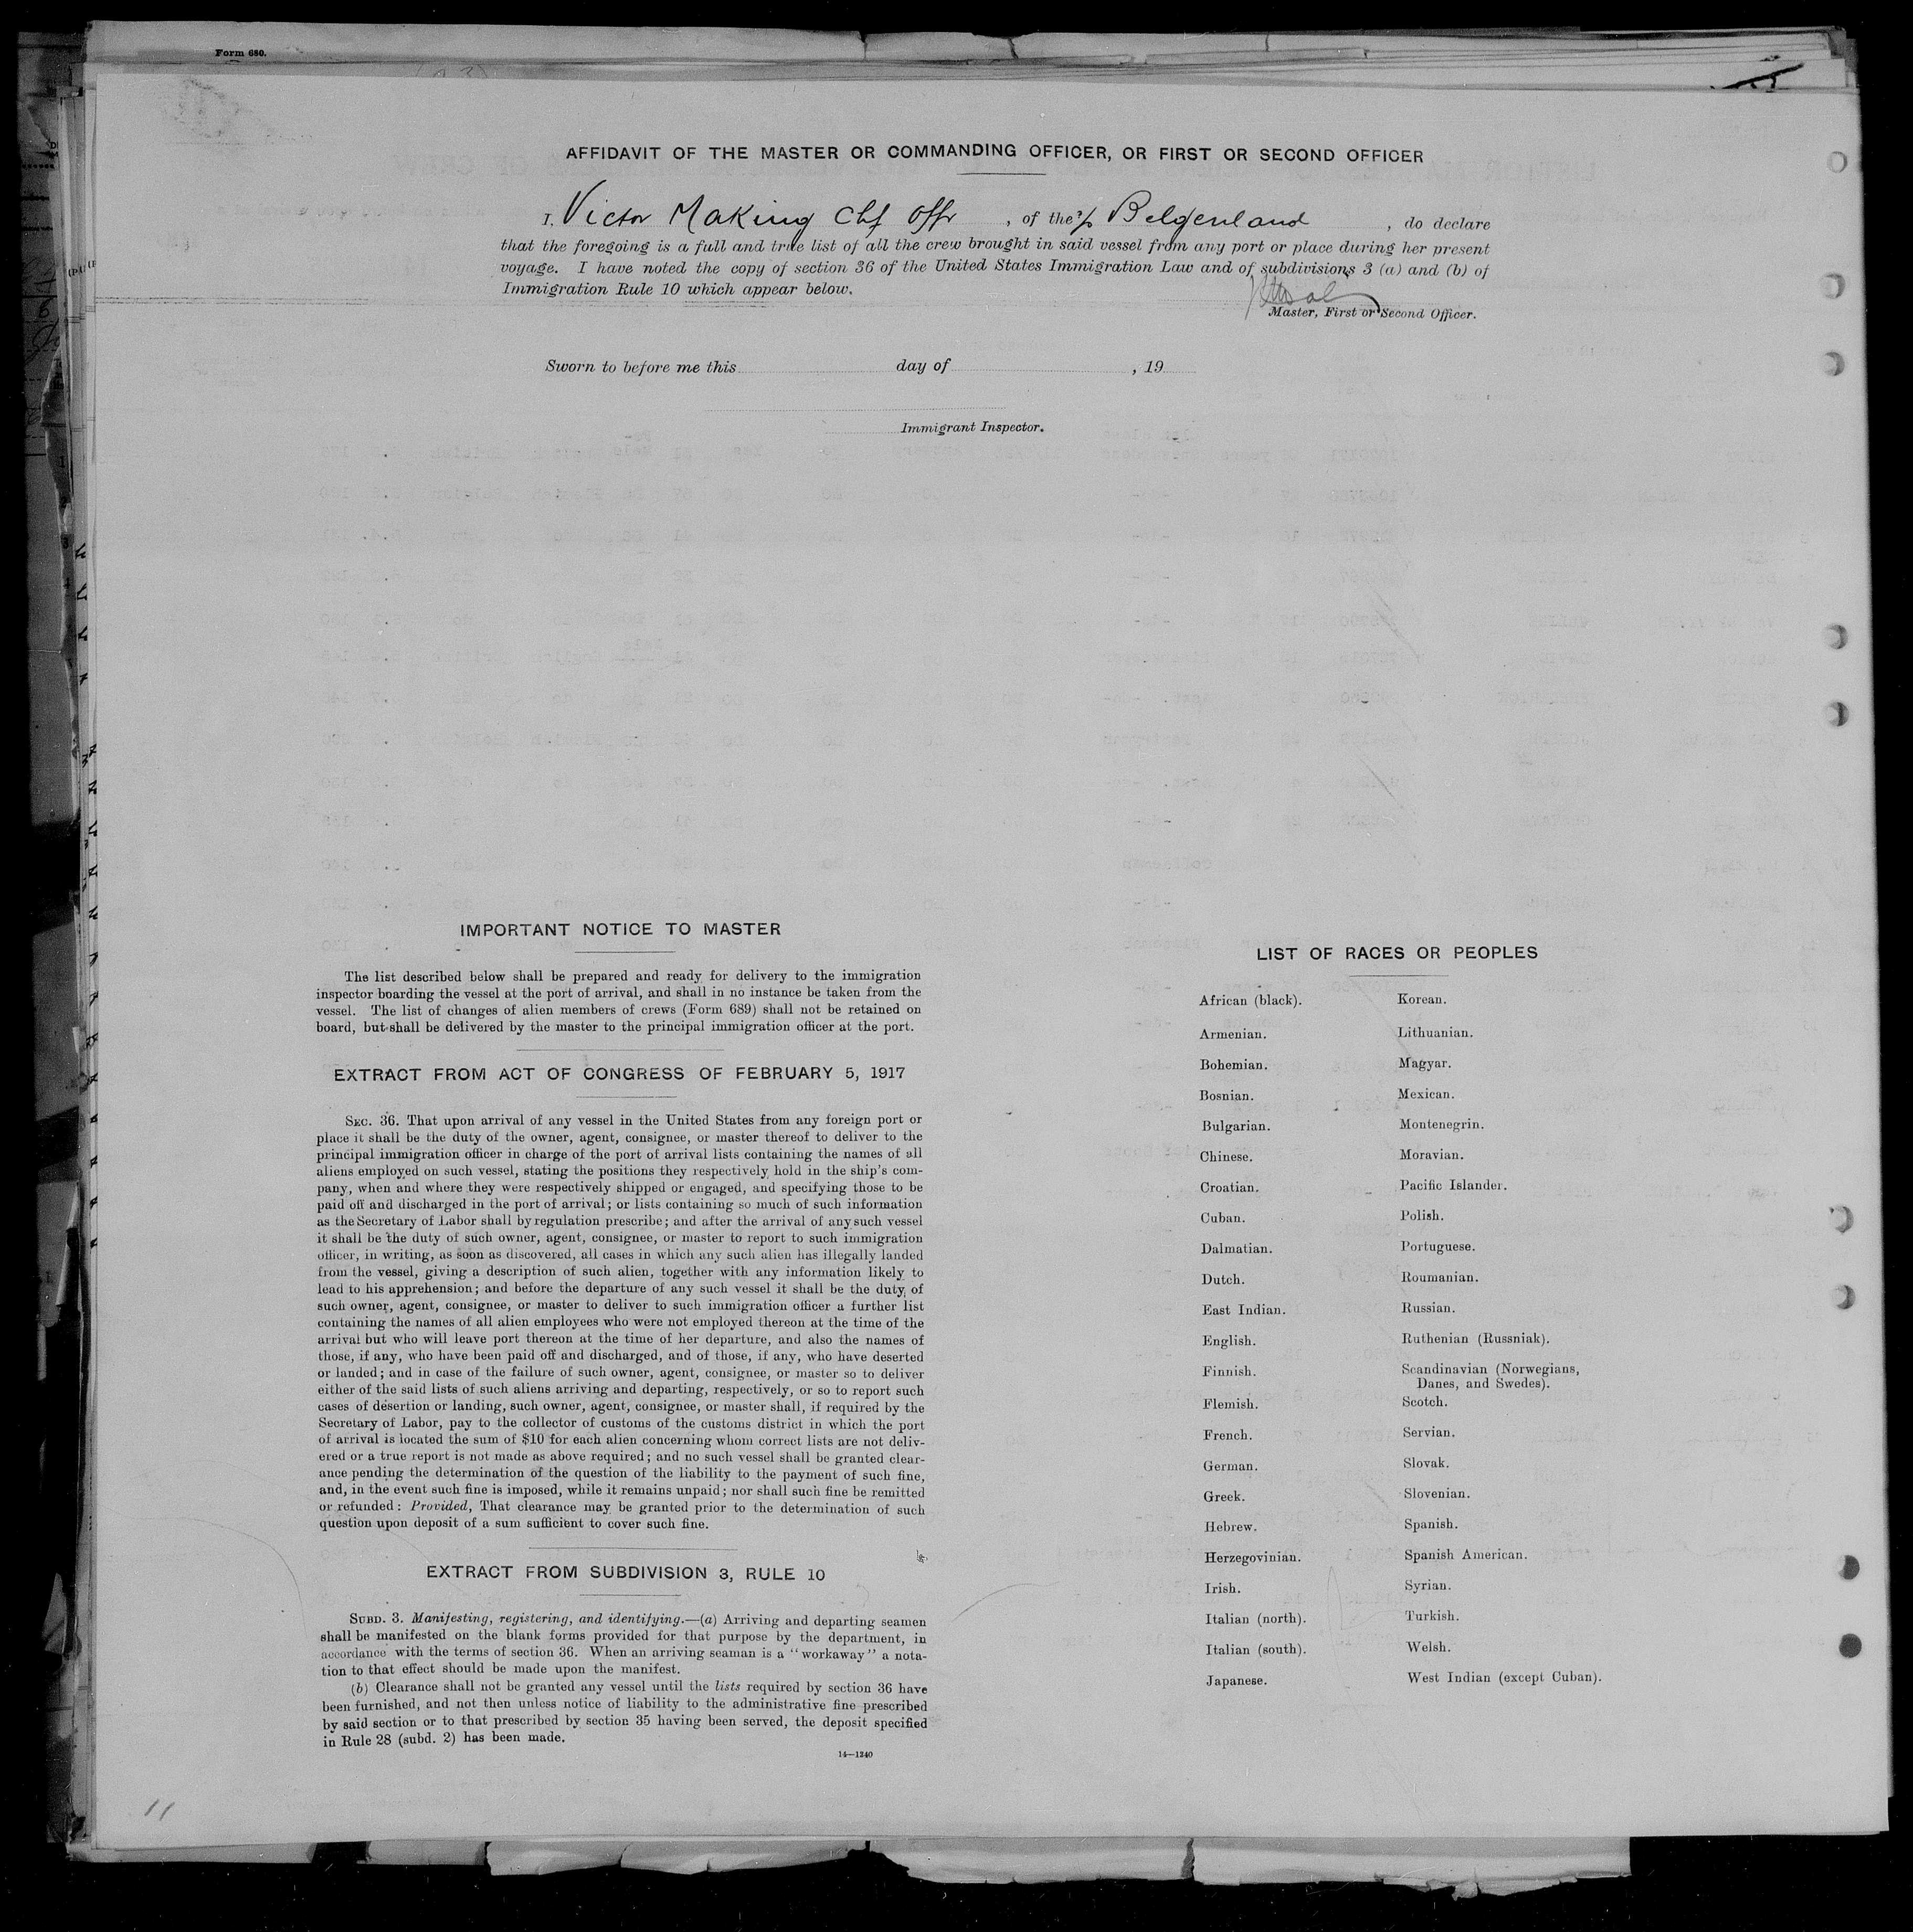 Form 680.
AFFIDAVIT OF THE MASTER OR COMMANDING OFFICER, OR FIRST OR SECOND OFFICER
I, Victor Making Chf Offr , of the S/s Belgenland , do declare
that the foregoing is a full and true list of all the crew brought in said vessel from any port or place during her present
voyage. I have noted the copy of section 36 of the United States Immigration Law and of subdivisions 3 (a) and (b) of
Immigration Rule 10 which appear below.
Master, First or Second Officer.
Sworn to before me this day of , 19
Immigrant Inspector.
IMPORTANT NOTICE TO MASTER
The list described below shall be prepared and ready for delivery to the immigration
inspector boarding the vessel at the port of arrival, and shall in no instance be taken from the
vessel. The list of changes of alien members of crews (Form 689) shall not be retained on
board, but shall be delivered by the master to the principal immigration officer at the port.
EXTRACT FROM ACT OF CONGRESS OF FEBRUARY 5, 1917
SEC. 36. That upon arrival of any vessel in the United States from any foreign port or
place it shall be the duty of the owner, agent, consignee, or master thereof to deliver to the
principal immigration officer in charge of the port of arrival lists containing the names of all
aliens employed on such vessel, stating the positions they respectively hold in the ship's com-
pany, when and where they were respectively shipped or engaged, and specifying those to be
paid off and discharged in the port of arrival; or lists containing so much of such information
as the Secretary of Labor shall by regulation prescribe; and after the arrival of any such vessel
it shall be the duty of such owner, agent, consignee, or master to report to such immigration
officer, in writing, as soon as discovered, all cases in which any such alien has illegally landed
from the vessel, giving a description of such alien, together with any information likely to
lead to his apprehension; and before the departure of any such vessel it shall be the duty of
such owner, agent, consignee, or master to deliver to such immigration officer a further list
containing the names of all alien employees who were not employed thereon at the time of the
arrival but who will leave port thereon at the time of her departure, and also the names of
those, if any, who have been paid off and discharged, and of those, if any, who have deserted
or landed; and in case of the failure of such owner, agent, consignee, or master so to deliver
either of the said lists of such aliens arriving and departing, respectively, or so to report such
cases of desertion or landing, such owner, agent, consignee, or master shall, if required by the
Secretary of Labor, pay to the collector of customs of the customs district in which the port
of arrival is located the sum of $10 for each alien concerning whom correct lists are not deliv-
ered or a true report is not made as above required; and no such vessel shall be granted clear-
ance pending the determination of the question of the liability to the payment of such fine,
and, in the event such fine is imposed, while it remains unpaid; nor shall such fine be remitted
or refunded: Provided, That clearance may be granted prior to the determination of such
question upon deposit of a sum sufficient to cover such fine.
EXTRACT FROM SUBDIVISION 3, RULE 10
SUBD. 3. Manifesting, registering, and identifying.—(a) Arriving and departing seamen
shall be manifested on the blank forms provided for that purpose by the department, in
accordance with the terms of section 36. When an arriving seaman is a "workaway" a nota-
tion to that effect should be made upon the manifest.
(b) Clearance shall not be granted any vessel until the lists required by section 36 have
been furnished, and not then unless notice of liability to the administrative fine prescribed
by said section or to that prescribed by section 35 having been served, the deposit specified
in Rule 28 (subd. 2) has been made.
14—1240
LIST OF RACES OR PEOPLES
African (black).
Armenian.
Bohemian.
Bosnian.
Bulgarian.
Chinese.
Croatian.
Cuban.
Dalmatian.
Dutch.
East Indian.
English.
Finnish.
Flemish.
French.
German.
Greek.
Hebrew.
Herzegovinian.
Irish.
Italian (north).
Italian (south).
Japanese.
Korean.
Lithuanian.
Magyar.
Mexican.
Montenegrin.
Moravian.
Pacific Islander.
Polish.
Portuguese.
Roumanian.
Russian.
Ruthenian (Russniak).
Scandinavian (Norwegians,
Danes, and Swedes).
Scotch.
Servian.
Slovak.
Slovenian.
Spanish.
Spanish American.
Syrian.
Turkish.
Welsh.
West Indian (except Cuban).
11